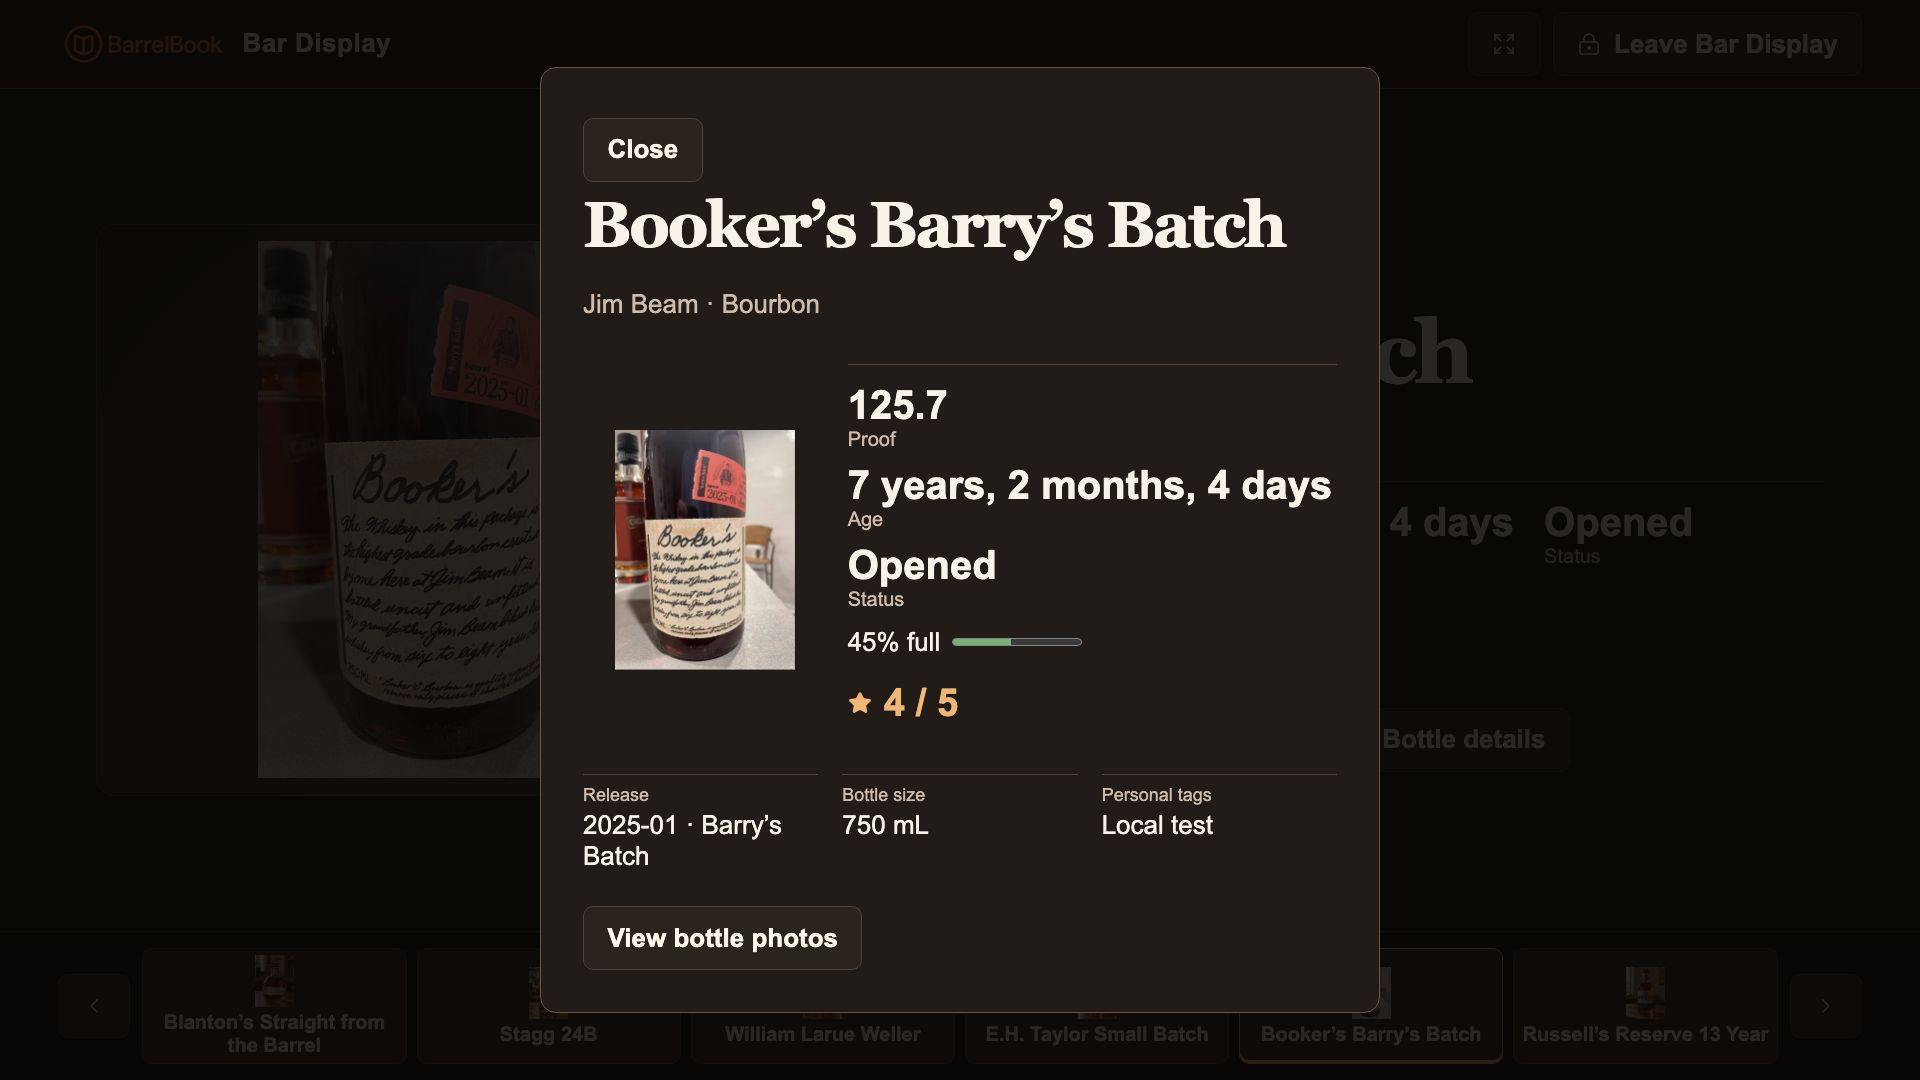 BarrelBook Bar Display
Leave Bar Display
Close
Booker’s Barry’s Batch
Jim Beam · Bourbon
125.7
Proof
7 years, 2 months, 4 days
Age
Opened
Status
45% full
4 / 5
Release
2025-01 · Barry’s
Batch
Bottle size
750 mL
Personal tags
Local test
View bottle photos
2025-01
Booker's
ch
4 days
Opened
Status
Bottle details
Blanton’s Straight from
the Barrel
Stagg 24B
William Larue Weller
E.H. Taylor Small Batch
Booker’s Barry’s Batch
Russell’s Reserve 13 Year